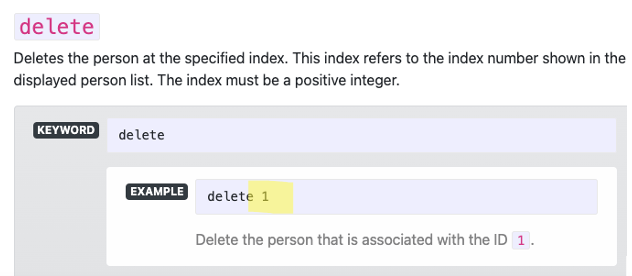 delete
Deletes the person at the specified index. This index refers to the index number shown in the
displayed person list. The index must be a positive integer.
KEYWORD delete
EXAMPLE delete 1
Delete the person that is associated with the ID 1.